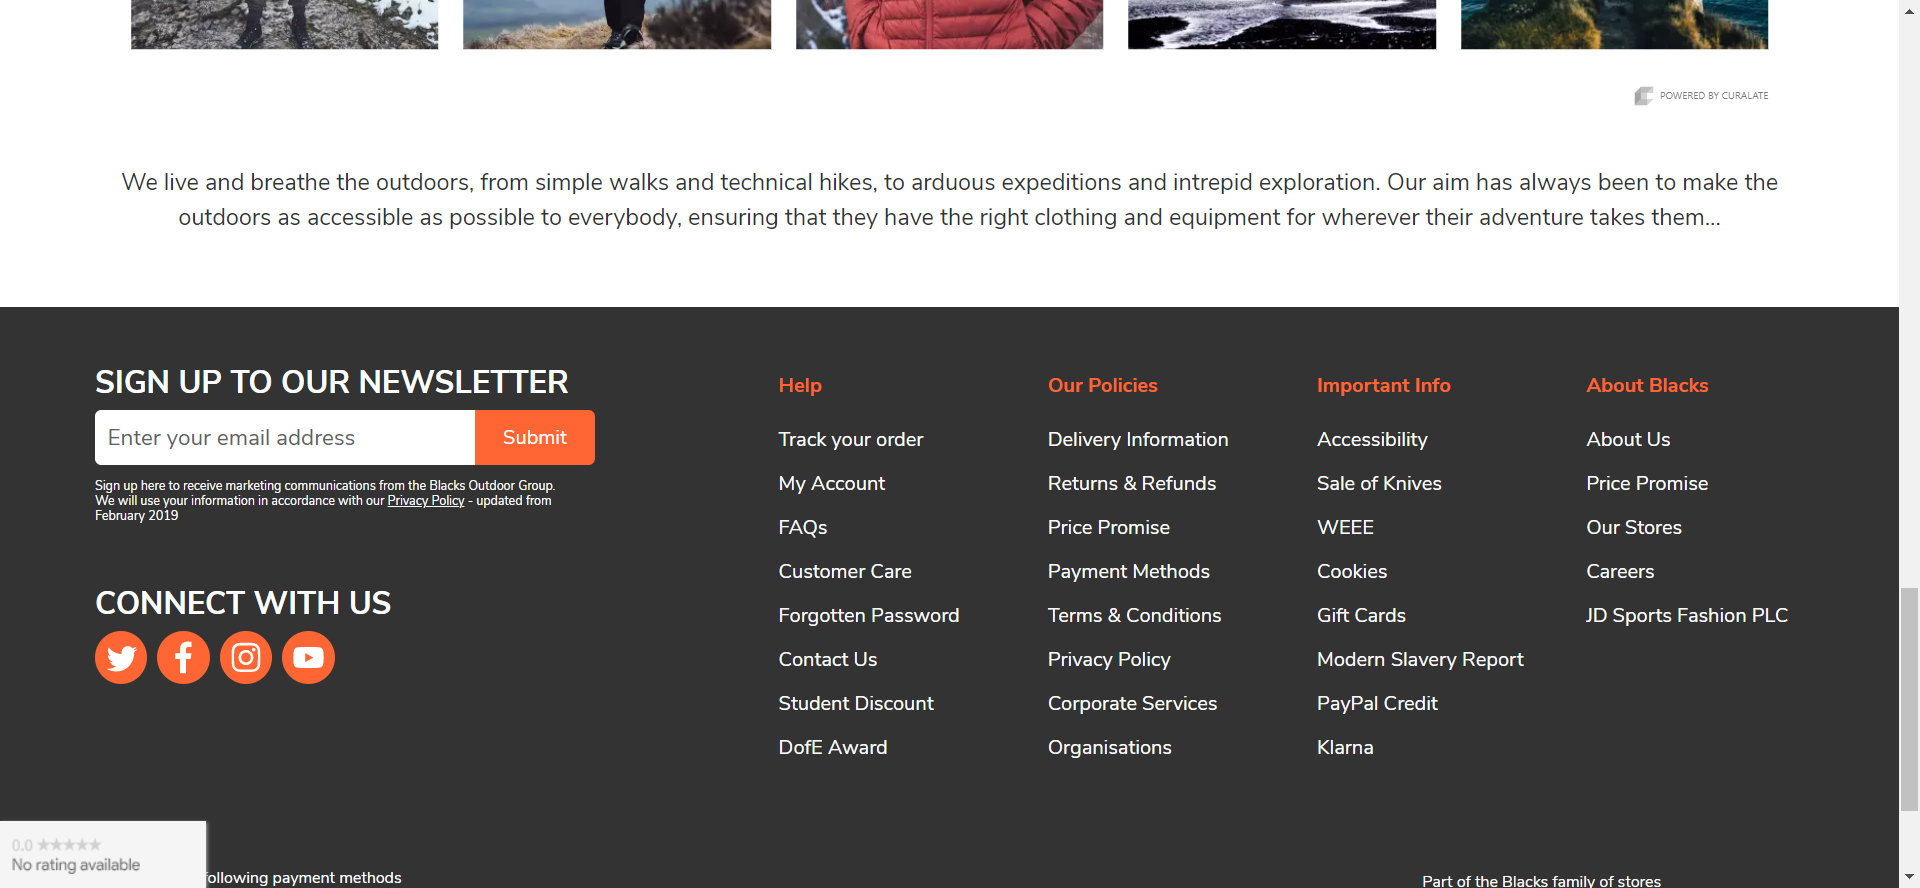 POWERED BY CURALATE
We live and breathe the outdoors, from simple walks and technical hikes, to arduous expeditions and intrepid exploration. Our aim has always been to make the
outdoors as accessible as possible to everybody, ensuring that they have the right clothing and equipment for wherever their adventure takes them...
SIGN UP TO OUR NEWSLETTER
Enter your email address
Submit
Sign up here to receive marketing communications from the Blacks Outdoor Group.
We will use your information in accordance with our Privacy Policy - updated from
February 2019
CONNECT WITH US
Help
Track your order
My Account
FAQs
Customer Care
Forgotten Password
Contact Us
Student Discount
DofE Award
Our Policies
Delivery Information
Returns & Refunds
Price Promise
Payment Methods
Terms & Conditions
Privacy Policy
Corporate Services
Organisations
Important Info
Accessibility
Sale of Knives
WEEE
Cookies
Gift Cards
Modern Slavery Report
PayPal Credit
Klarna
About Blacks
About Us
Price Promise
Our Stores
Careers
JD Sports Fashion PLC
0.0 ★★★★★
No rating available
following payment methods
Part of the Blacks family of stores